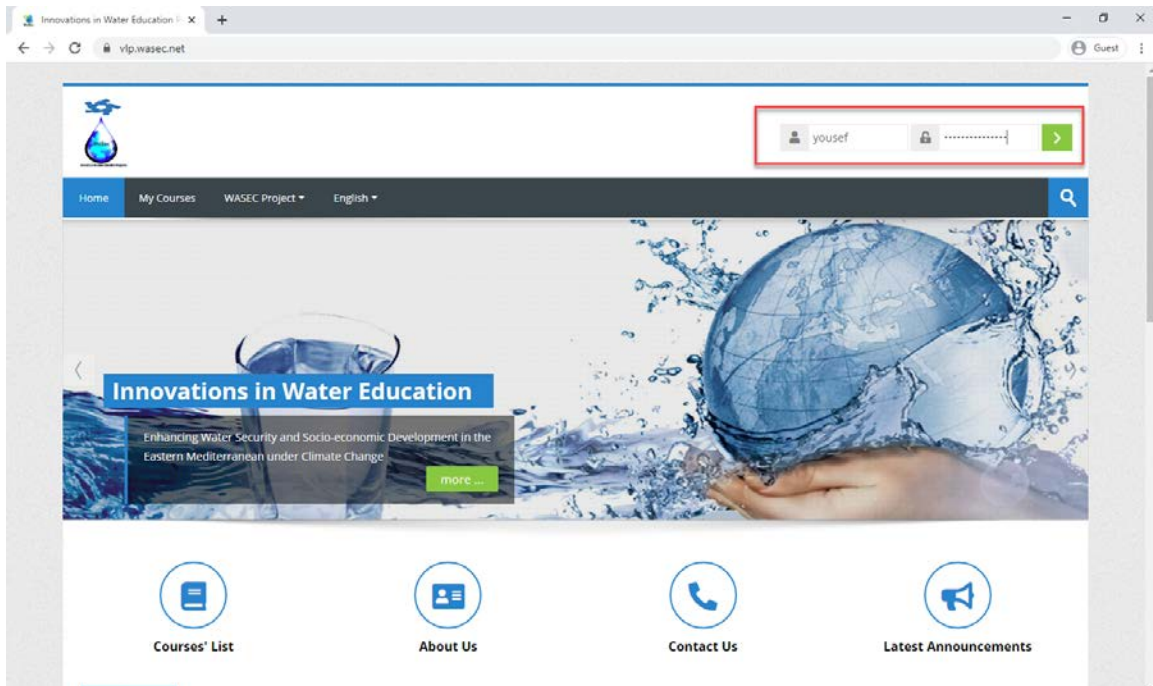 Innovations in Water Education
Guest
vlp.wasec.net
yousef
Home
My Courses
WASEC Project
English
Innovations in Water Education
Enhancing Water Security and Socio-economic Development in the
Eastern Mediterranean under Climate Change
more ...
Courses' List
About Us
Contact Us
Latest Announcements